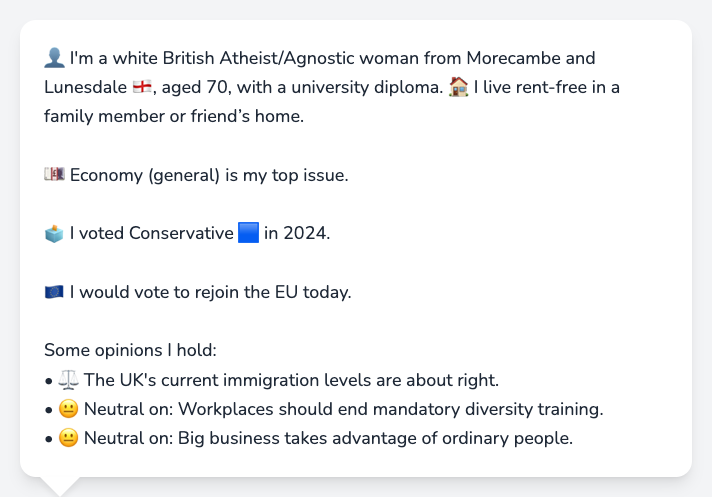 👤 I'm a white British Atheist/Agnostic woman from Morecambe and
Lunesdale 🏴󠁧󠁢󠁥󠁮󠁧󠁿, aged 70, with a university diploma. 🏠 I live rent-free in a
family member or friend’s home.
💷 Economy (general) is my top issue.
🗳️ I voted Conservative 🟦 in 2024.
🇪🇺 I would vote to rejoin the EU today.
Some opinions I hold:
• ⚖️ The UK's current immigration levels are about right.
• 😐 Neutral on: Workplaces should end mandatory diversity training.
• 😐 Neutral on: Big business takes advantage of ordinary people.